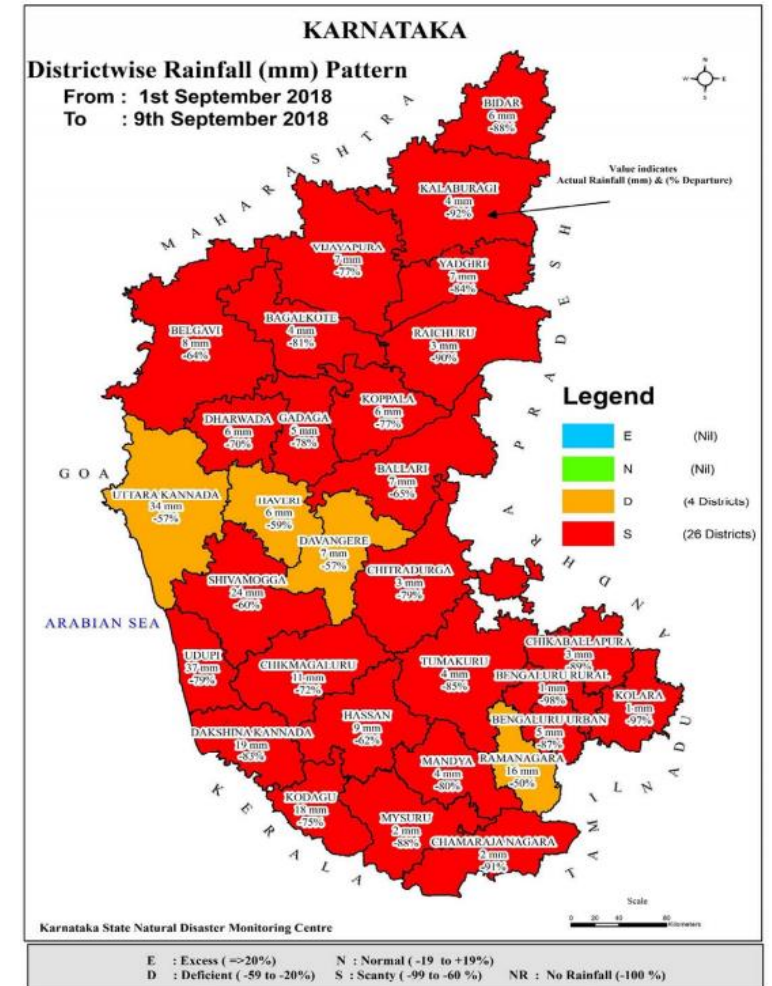 KARNATAKA
Districtwise Rainfall (mm) Pattern
From : 1st September 2018
To : 9th September 2018
N
W E
S
MAHARASHTRA
BIDAR
6 mm
-88%
Value indicates
Actual Rainfall (mm) & (% Departure)
KALABURAGI
4 mm
-92%
VIJAYAPURA
7 mm
-77%
YADGIRI
7 mm
-84%
BAGALKOTE
4 mm
-81%
BELGAVI
8 mm
-64%
RAICHURU
3 mm
-90%
ANDHRA PRADESH
Legend
E (Nil)
N (Nil)
D (4 Districts)
S (26 Districts)
KOPPALA
6 mm
-77%
DHARWADA
6 mm
-70%
GADAGA
5 mm
-78%
BALLARI
7 mm
-65%
GOA
UTTARA KANNADA
34 mm
-57%
HAVERI
6 mm
-59%
DAVANGERE
7 mm
-57%
CHITRADURGA
3 mm
-79%
SHIVAMOGGA
24 mm
-60%
ARABIAN SEA
UDUPI
37 mm
-79%
CHIKMAGALURU
11 mm
-72%
TUMAKURU
4 mm
-85%
CHIKABALLAPURA
3 mm
-89%
BENGALURU RURAL
1 mm
-98%
KOLARA
1 mm
-97%
HASSAN
9 mm
-62%
BENGALURU URBAN
5 mm
-87%
DAKSHINA KANNADA
19 mm
-83%
MANDYA
4 mm
-80%
RAMANAGARA
16 mm
-50%
KODAGU
18 mm
-75%
MYSURU
2 mm
-88%
CHAMARAJA NAGARA
2 mm
-91%
KERALA
TAMILNADU
Scale
0 20 40 80
Kilometers
Karnataka State Natural Disaster Monitoring Centre
E : Excess ( =>20%) N : Normal ( -19 to +19%)
D : Deficient ( -59 to -20%) S : Scanty ( -99 to -60 %) NR : No Rainfall (-100 %)